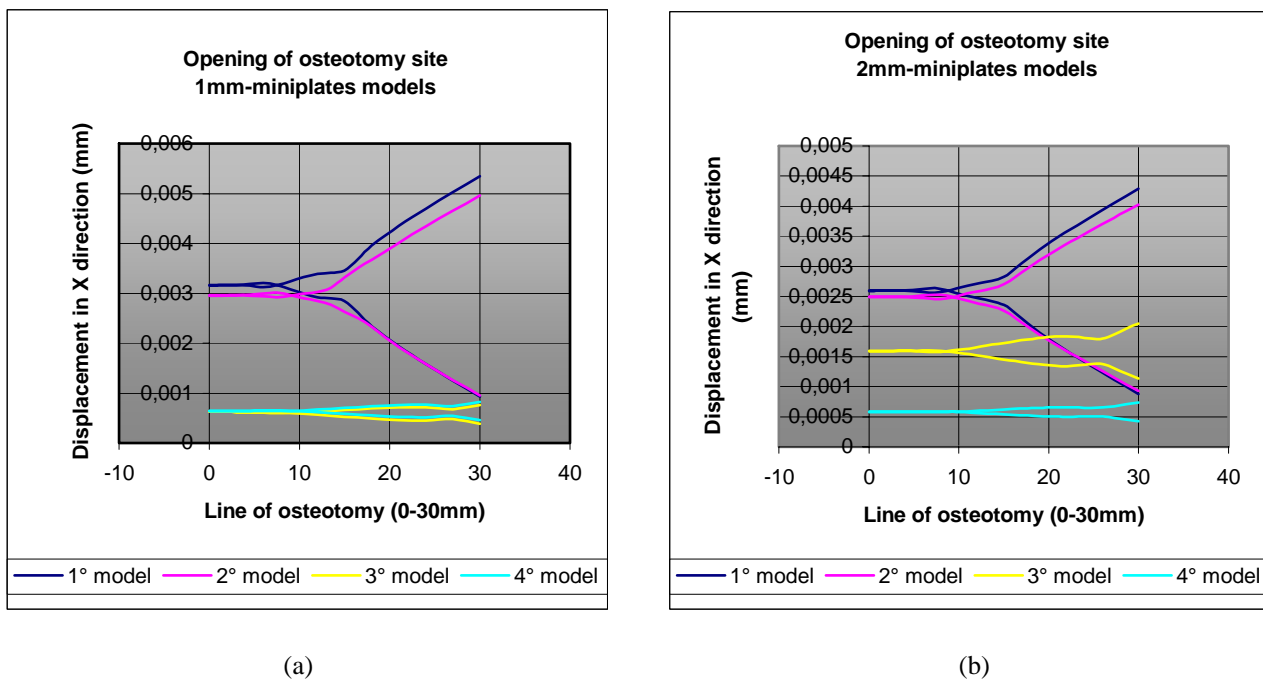 Opening of osteotomy site
1mm-miniplates models
Displacement in X direction (mm)
0,006
0,005
0,004
0,003
0,002
0,001
0
-10 0 10 20 30 40
Line of osteotomy (0-30mm)
1° model 2° model 3° model 4° model
(a)
Opening of osteotomy site
2mm-miniplates models
Displacement in X direction
(mm)
0,005
0,0045
0,004
0,0035
0,003
0,0025
0,002
0,0015
0,001
0,0005
0
-10 0 10 20 30 40
Line of osteotomy (0-30mm)
1° model 2° model 3° model 4° model
(b)